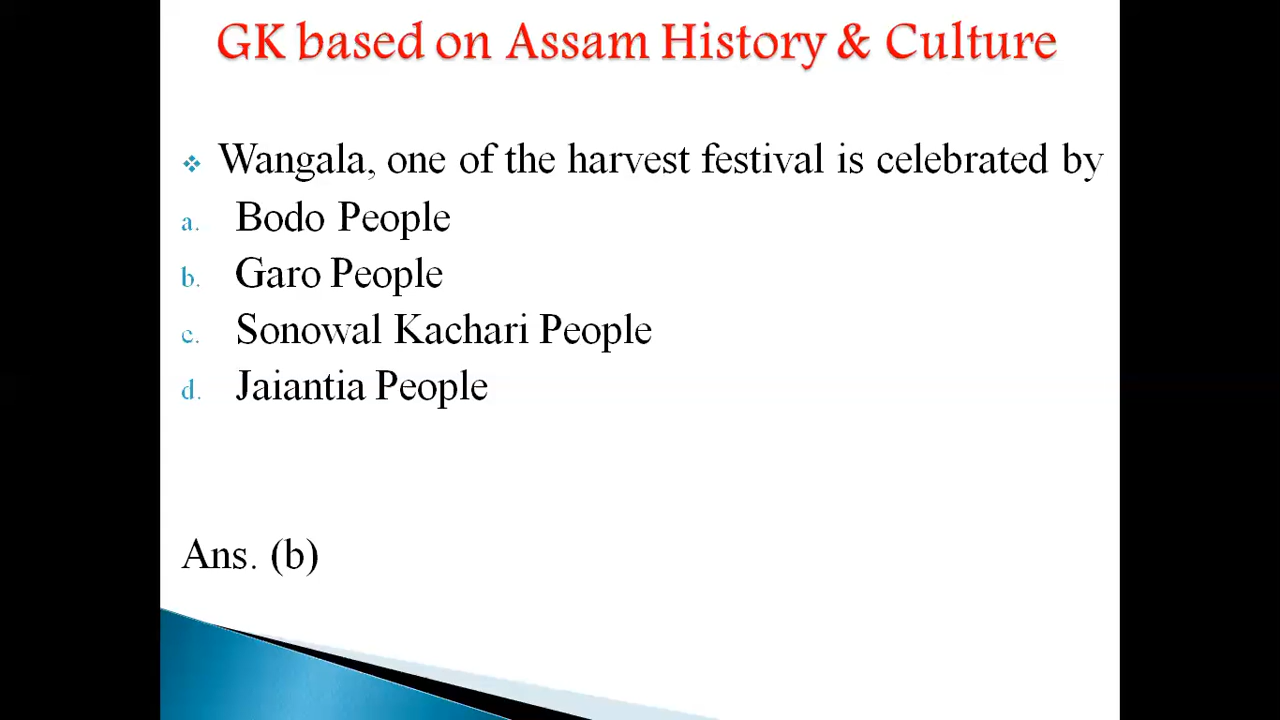 GK based on Assam History & Culture
❖ Wangala, one of the harvest festival is celebrated by
a. Bodo People
b. Garo People
c. Sonowal Kachari People
d. Jaiantia People
Ans. (b)